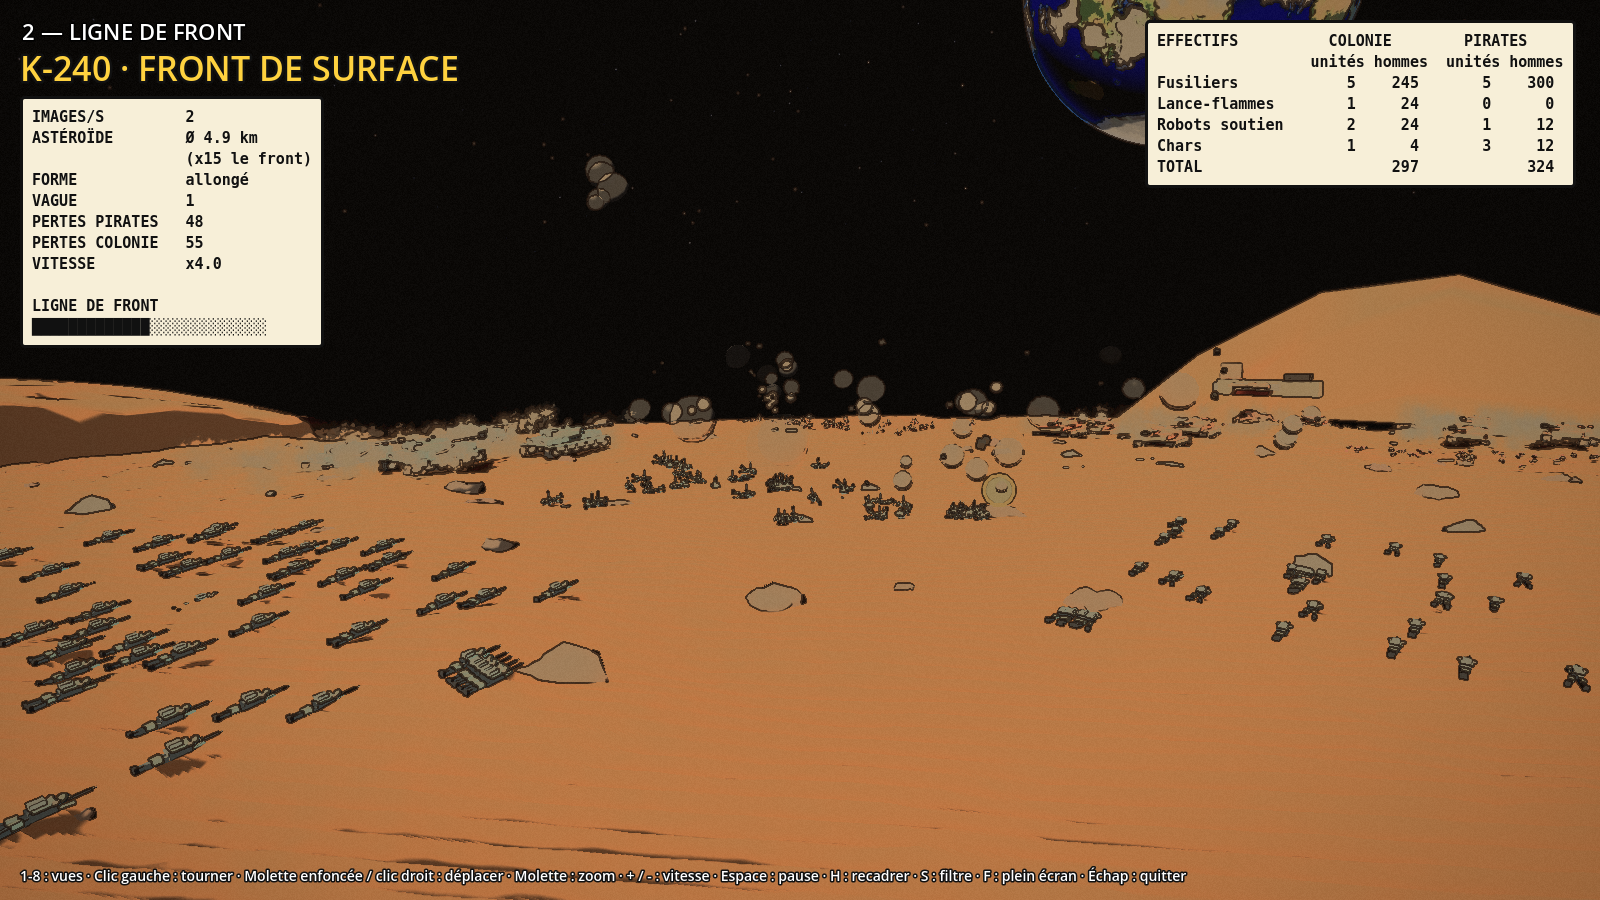 2 — LIGNE DE FRONT
K-240 · FRONT DE SURFACE
IMAGES/S 2
ASTÉROÏDE Ø 4.9 km
(x15 le front)
FORME allongé
VAGUE 1
PERTES PIRATES 48
PERTES COLONIE 55
VITESSE x4.0
LIGNE DE FRONT
EFFECTIFS COLONIE PIRATES
unités hommes unités hommes
Fusiliers 5 245 5 300
Lance-flammes 1 24 0 0
Robots soutien 2 24 1 12
Chars 1 4 3 12
TOTAL 297 324
1-8 : vues · Clic gauche : tourner · Molette enfoncée / clic droit : déplacer · Molette : zoom · + / - : vitesse · Espace : pause · H : recadrer · S : filtre · F : plein écran · Échap : quitter